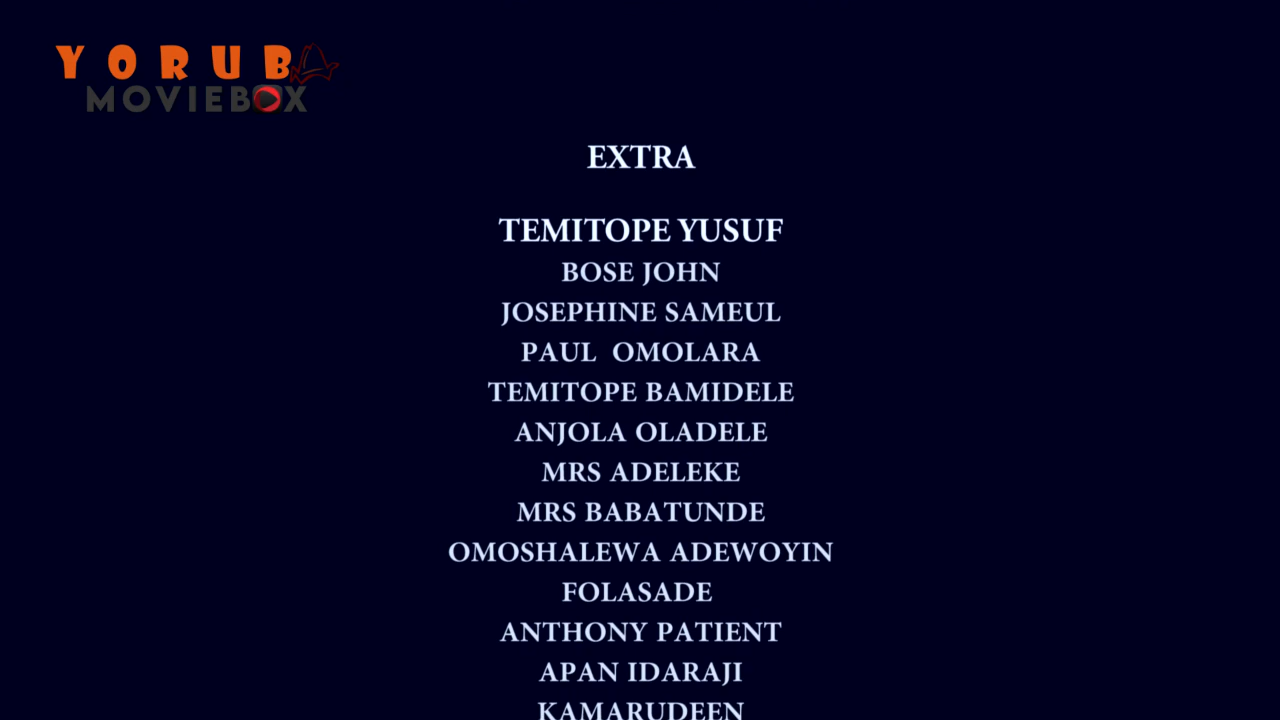 YORUBA
MOVIEBOX
EXTRA
TEMITOPE YUSUF
BOSE JOHN
JOSEPHINE SAMEUL
PAUL OMOLARA
TEMITOPE BAMIDELE
ANJOLA OLADELE
MRS ADELEKE
MRS BABATUNDE
OMOSHALEWA ADEWOYIN
FOLASADE
ANTHONY PATIENT
APAN IDARAJI
KAMARUDEEN